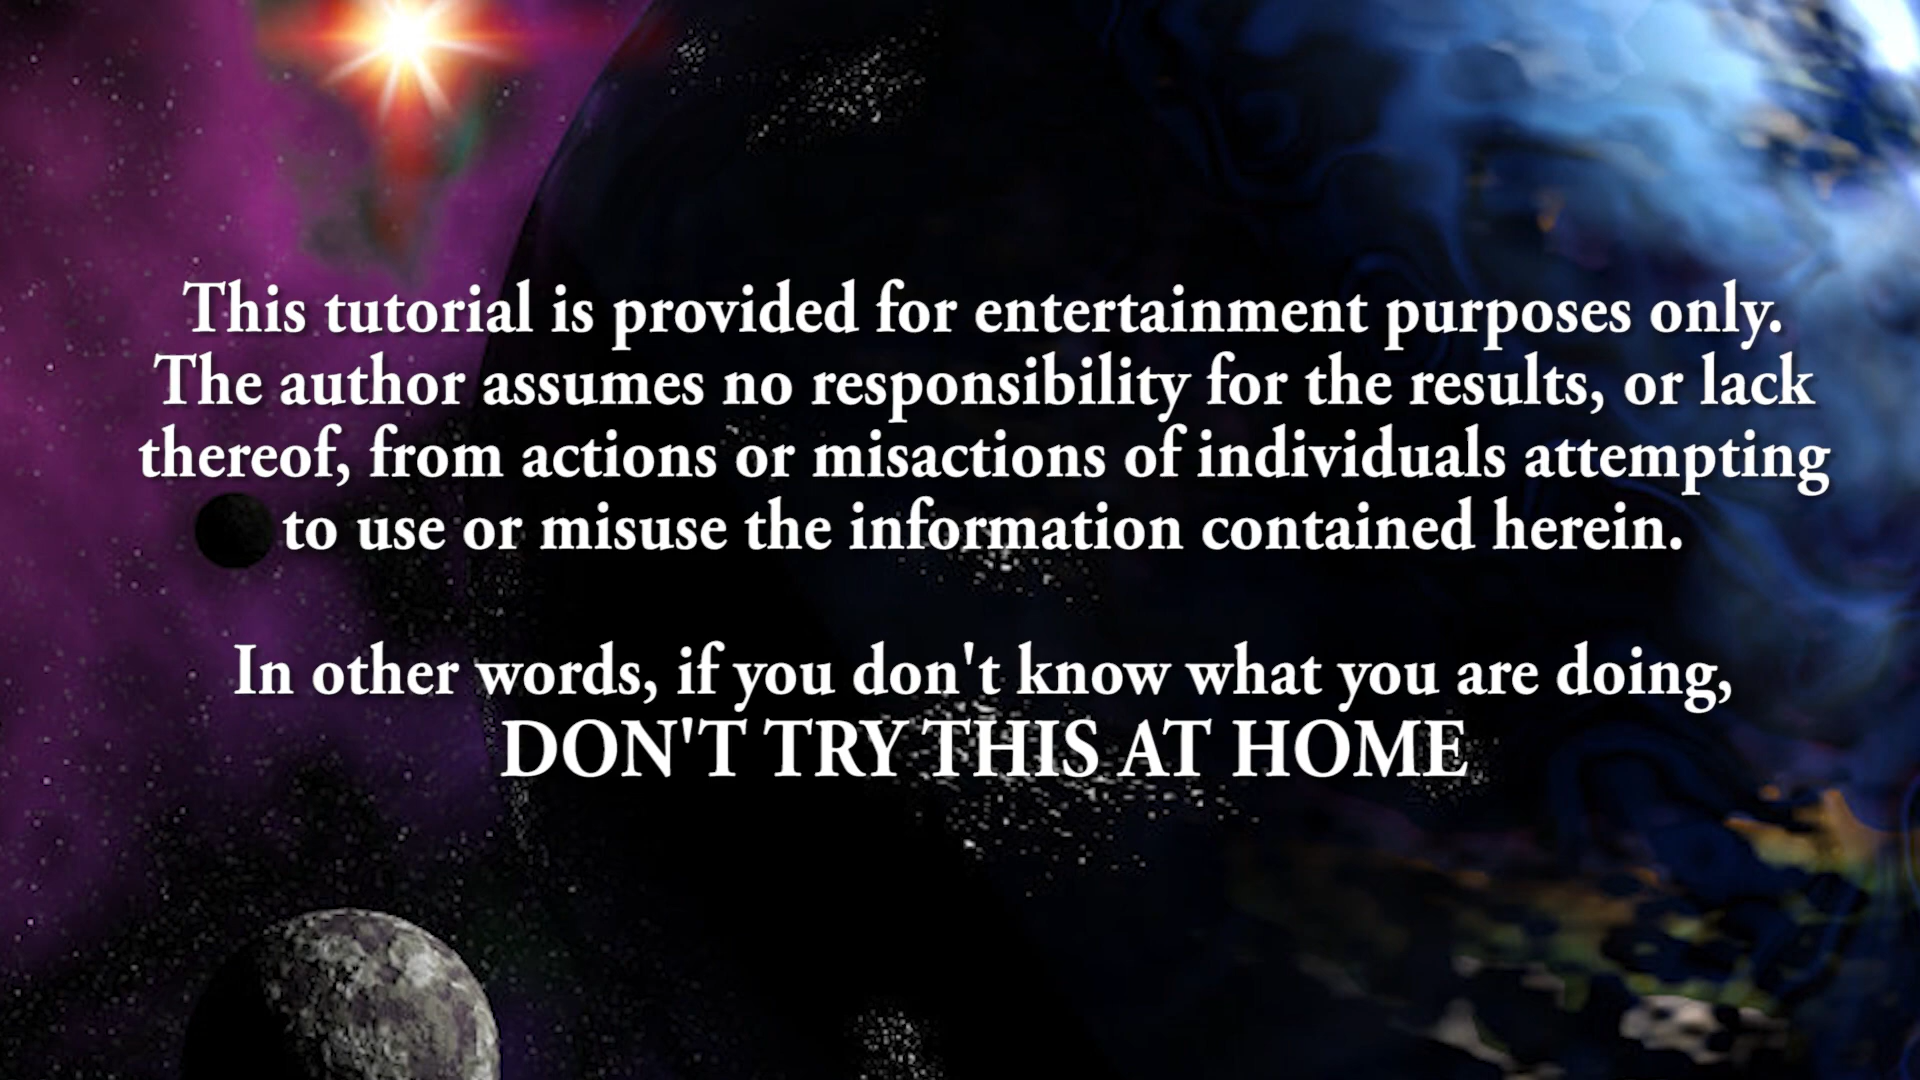 This tutorial is provided for entertainment purposes only.
The author assumes no responsibility for the results, or lack
thereof, from actions or misactions of individuals attempting
to use or misuse the information contained herein.
In other words, if you don't know what you are doing,
DON'T TRY THIS AT HOME